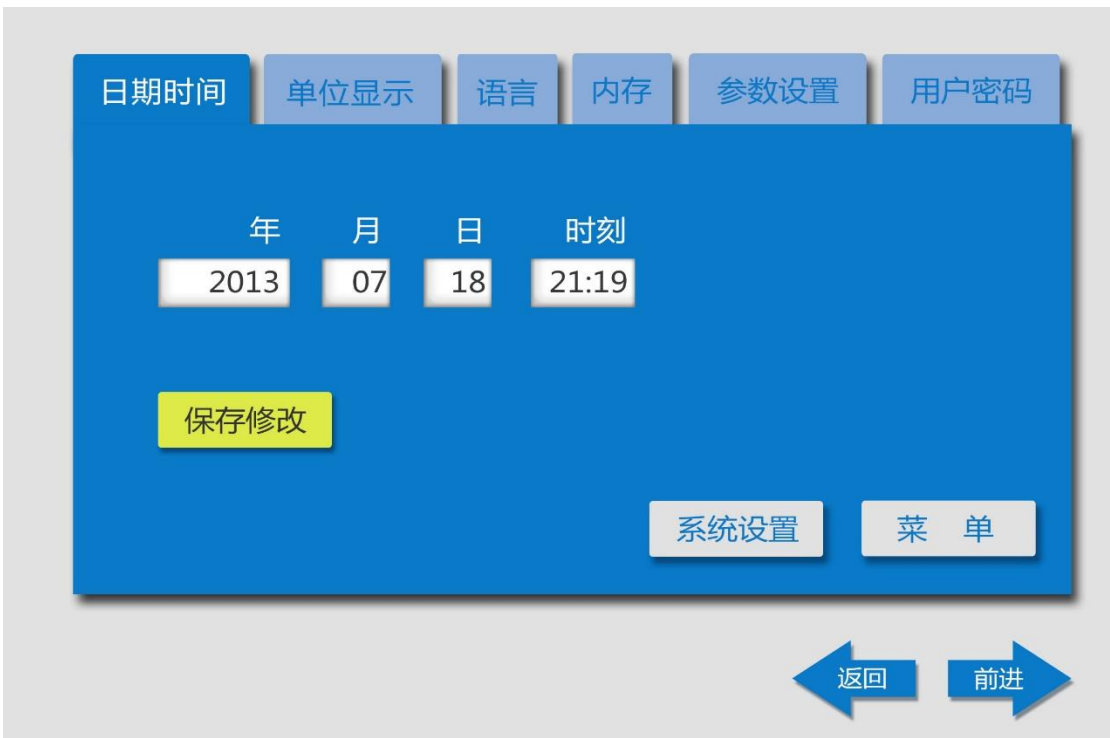 日期时间 单位显示 语言 内存 参数设置 用户密码
年 月 日 时刻
2013 07 18 21:19
保存修改
系统设置 菜 单
返回 前进